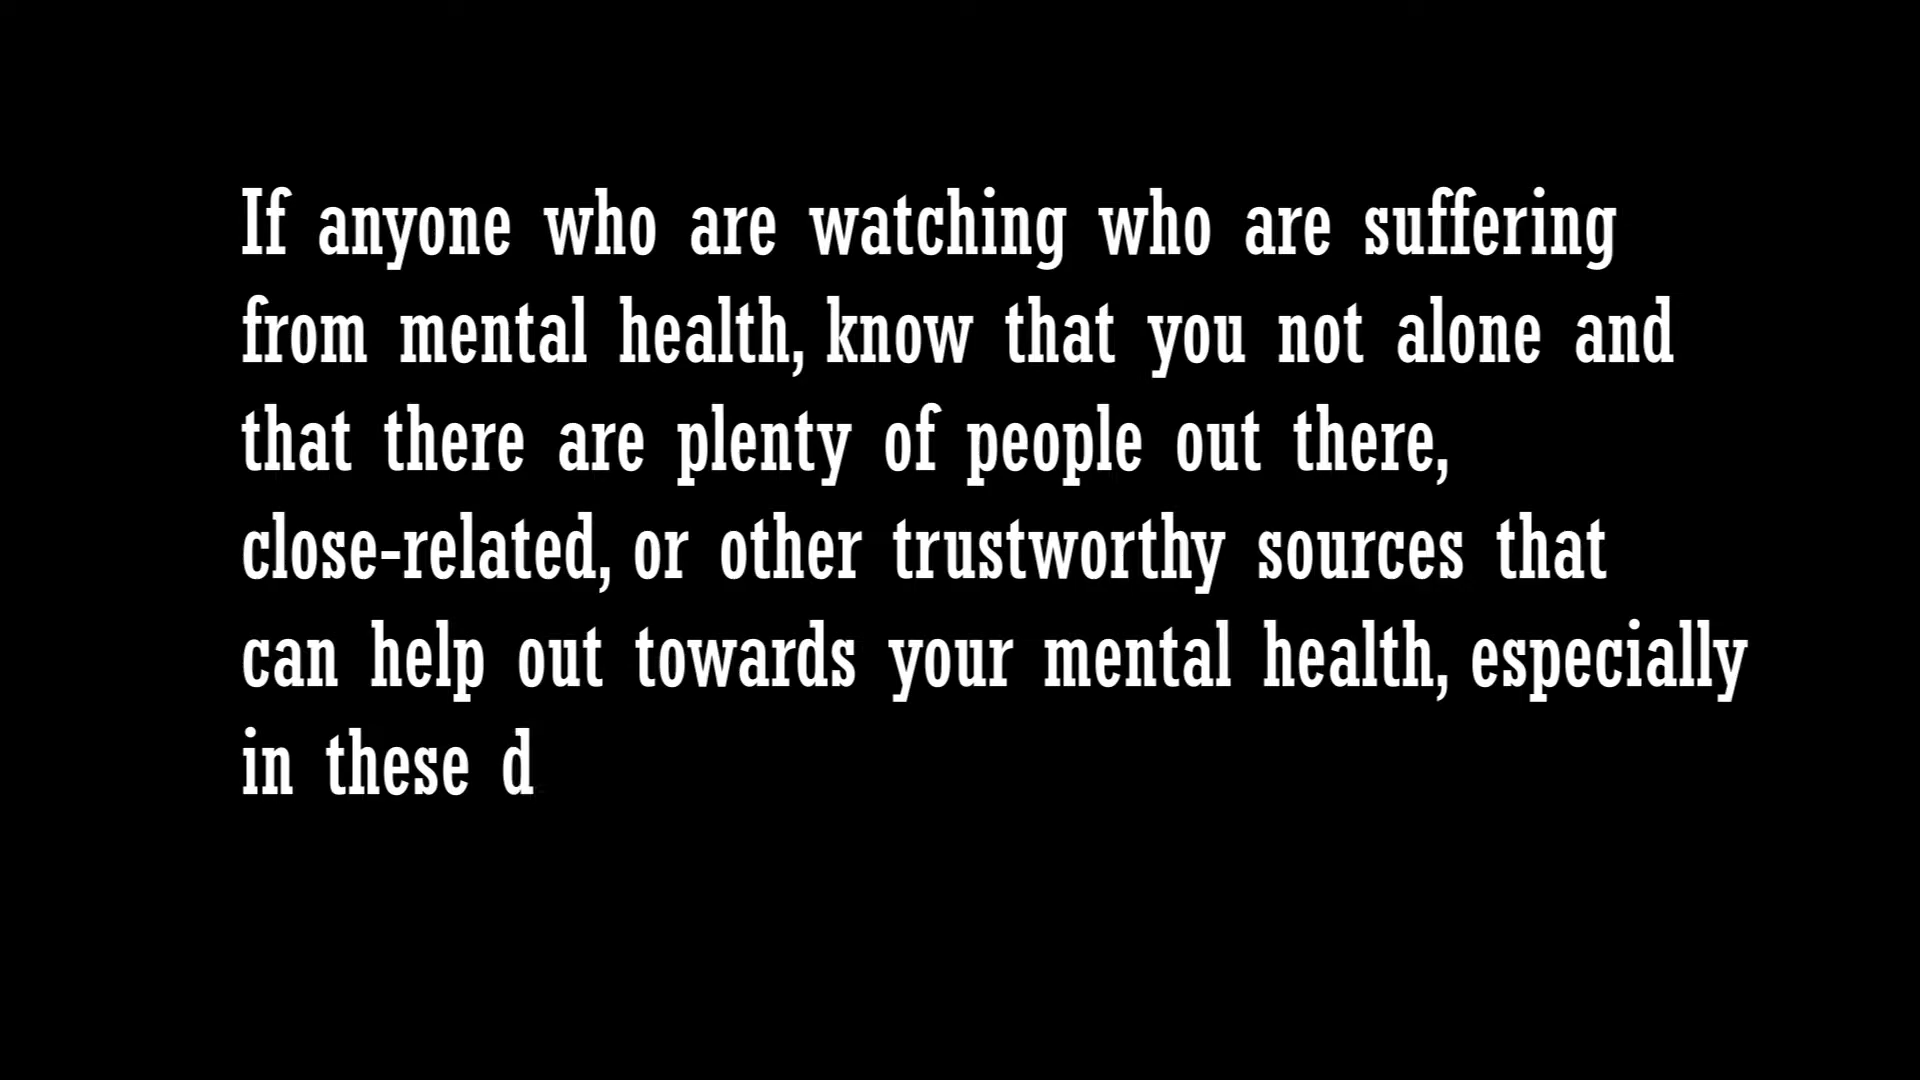 If anyone who are watching who are suffering
from mental health, know that you not alone and
that there are plenty of people out there,
close-related, or other trustworthy sources that
can help out towards your mental health, especially
in these d